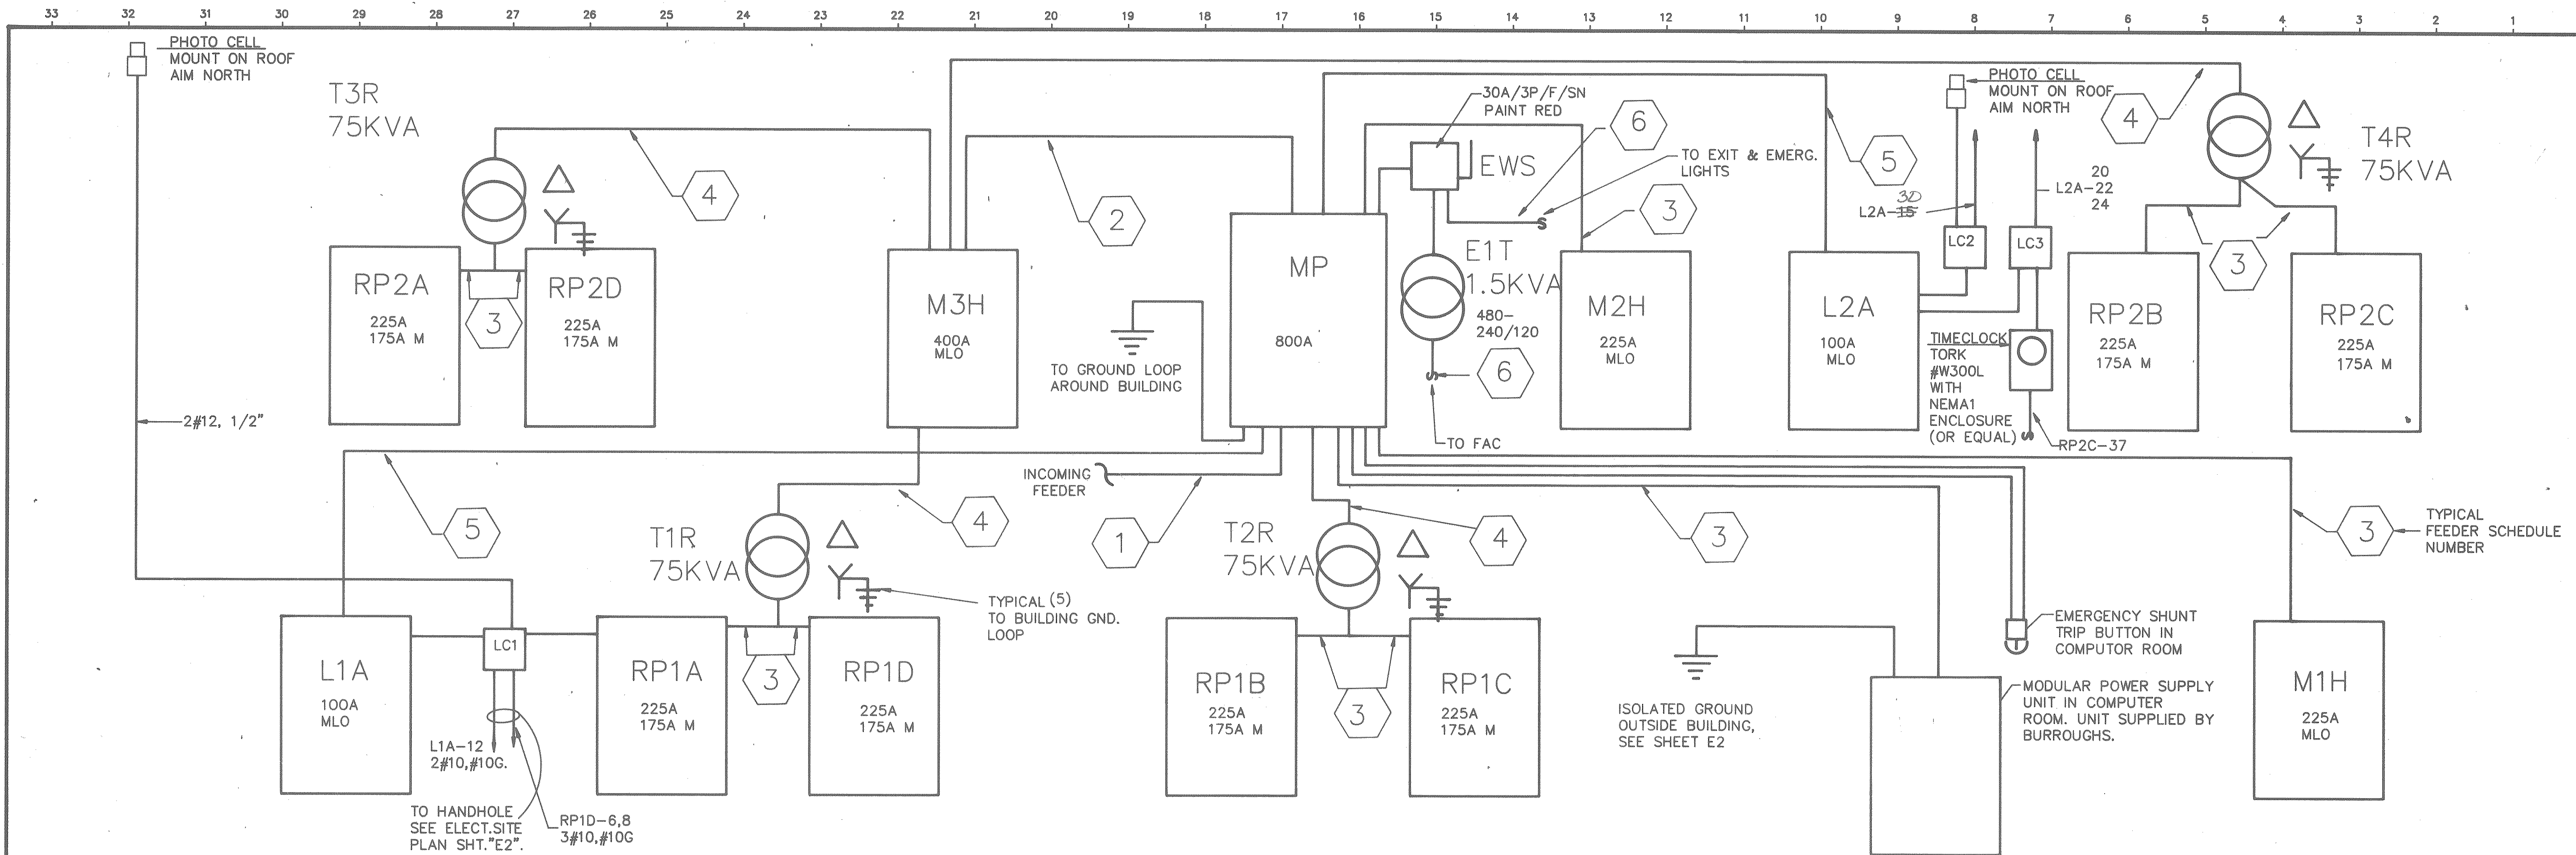 33 32 31 30 29 28 27 26 25 24 23 22 21 20 19 18 17 16 15 14 13 12 11 10 9 8 7 6 5 4 3 2 1
PHOTO CELL
MOUNT ON ROOF
AIM NORTH
T3R
75KVA
4
2
30A/3P/F/SN
PAINT RED
6
EWS
TO EXIT & EMERG.
LIGHTS
S
3
5
PHOTO CELL
MOUNT ON ROOF
AIM NORTH
30
L2A-15
20
L2A-22
24
4
T4R
75KVA
RP2A
225A
175A M
3
RP2D
225A
175A M
M3H
400A
MLO
TO GROUND LOOP
AROUND BUILDING
MP
800A
E1T
1.5KVA
480-
240/120
S
6
TO FAC
M2H
225A
MLO
L2A
100A
MLO
LC2
LC3
TIMECLOCK
TORK
#W300L
WITH
NEMA1
ENCLOSURE
(OR EQUAL)
S
RP2C-37
RP2B
225A
175A M
3
RP2C
225A
175A M
2#12, 1/2"
5
INCOMING
FEEDER
1
T1R
75KVA
4
TYPICAL (5)
TO BUILDING GND.
LOOP
T2R
75KVA
4
3
3
TYPICAL
FEEDER SCHEDULE
NUMBER
L1A
100A
MLO
LC1
L1A-12
2#10,#10G.
TO HANDHOLE
SEE ELECT.SITE
PLAN SHT."E2".
RP1D-6,8
3#10,#10G
RP1A
225A
175A M
3
RP1D
225A
175A M
RP1B
225A
175A M
3
RP1C
225A
175A M
ISOLATED GROUND
OUTSIDE BUILDING,
SEE SHEET E2
EMERGENCY SHUNT
TRIP BUTTON IN
COMPUTOR ROOM
MODULAR POWER SUPPLY
UNIT IN COMPUTER
ROOM. UNIT SUPPLIED BY
BURROUGHS.
M1H
225A
MLO